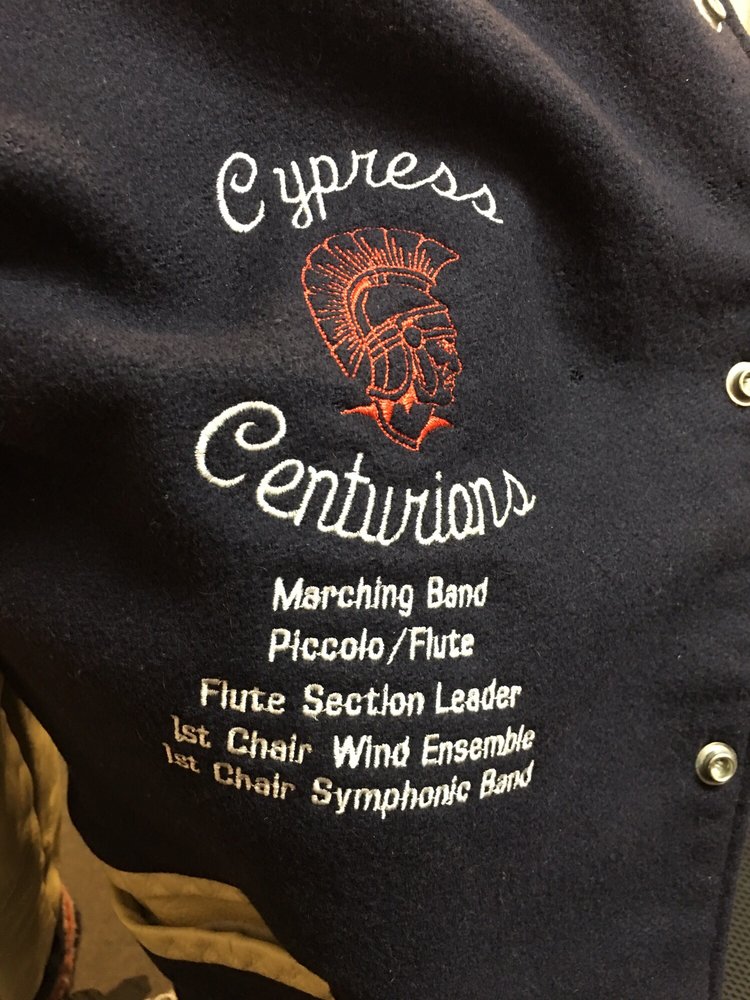 Cypress
Centurions
Marching Band
Piccolo/Flute
Flute Section Leader
1st Chair Wind Ensemble
1st Chair Symphonic Band